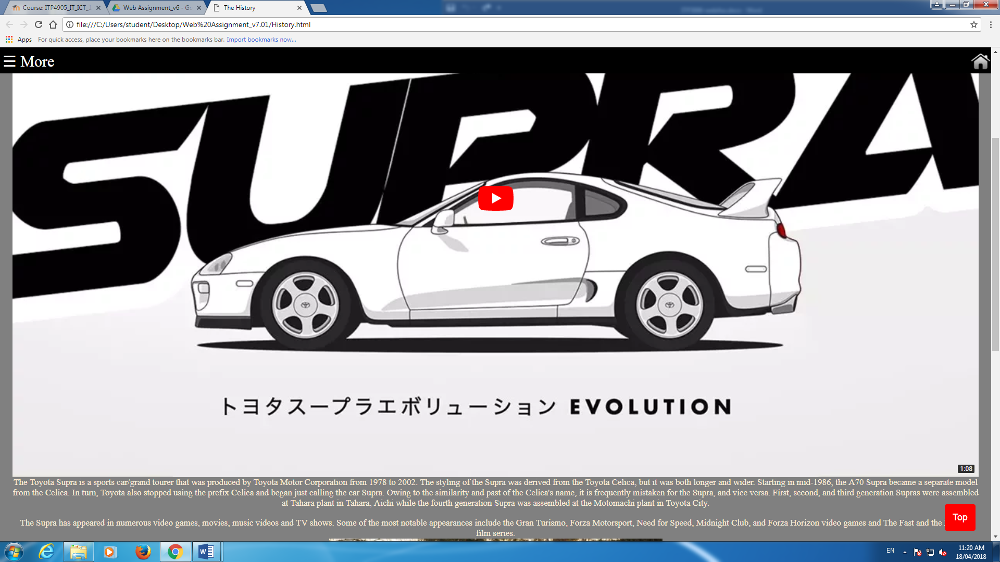 Course: ITP4905_IT_ICT_1
Web Assignment_v6 - Go
The History
file:///C:/Users/student/Desktop/Web%20Assignment_v7.01/History.html
Apps
For quick access, place your bookmarks here on the bookmarks bar. Import bookmarks now...
☰ More
SUPRA
トヨタスープラエボリューション EVOLUTION
1:08
The Toyota Supra is a sports car/grand tourer that was produced by Toyota Motor Corporation from 1978 to 2002. The styling of the Supra was derived from the Toyota Celica, but it was both longer and wider. Starting in mid-1986, the A70 Supra became a separate model
from the Celica. In turn, Toyota also stopped using the prefix Celica and began just calling the car Supra. Owing to the similarity and past of the Celica's name, it is frequently mistaken for the Supra, and vice versa. First, second, and third generation Supras were assembled
at Tahara plant in Tahara, Aichi while the fourth generation Supra was assembled at the Motomachi plant in Toyota City.
The Supra has appeared in numerous video games, movies, music videos and TV shows. Some of the most notable appearances include the Gran Turismo, Forza Motorsport, Need for Speed, Midnight Club, and Forza Horizon video games and The Fast and the
film series.
Top
EN
11:20 AM
18/04/2018